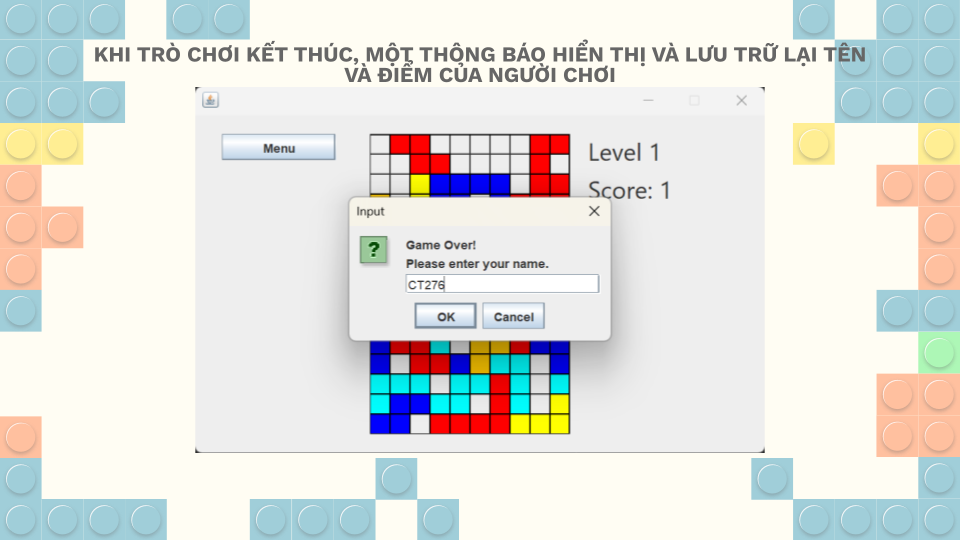 KHI TRÒ CHƠI KẾT THÚC, MỘT THÔNG BÁO HIỂN THỊ VÀ LƯU TRỮ LẠI TÊN
VÀ ĐIỂM CỦA NGƯỜI CHƠI
Menu
Level 1
Score: 1
Input
?
Game Over!
Please enter your name.
CT276
OK Cancel